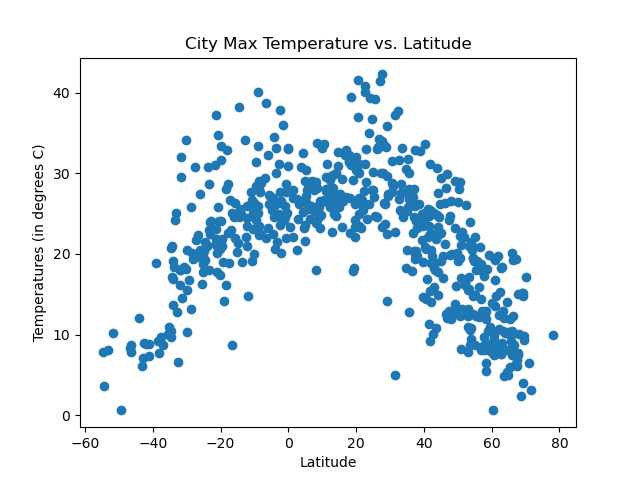 City Max Temperature vs. Latitude
Temperatures (in degrees C)
40
30
20
10
0
−60 −40 −20 0 20 40 60 80
Latitude